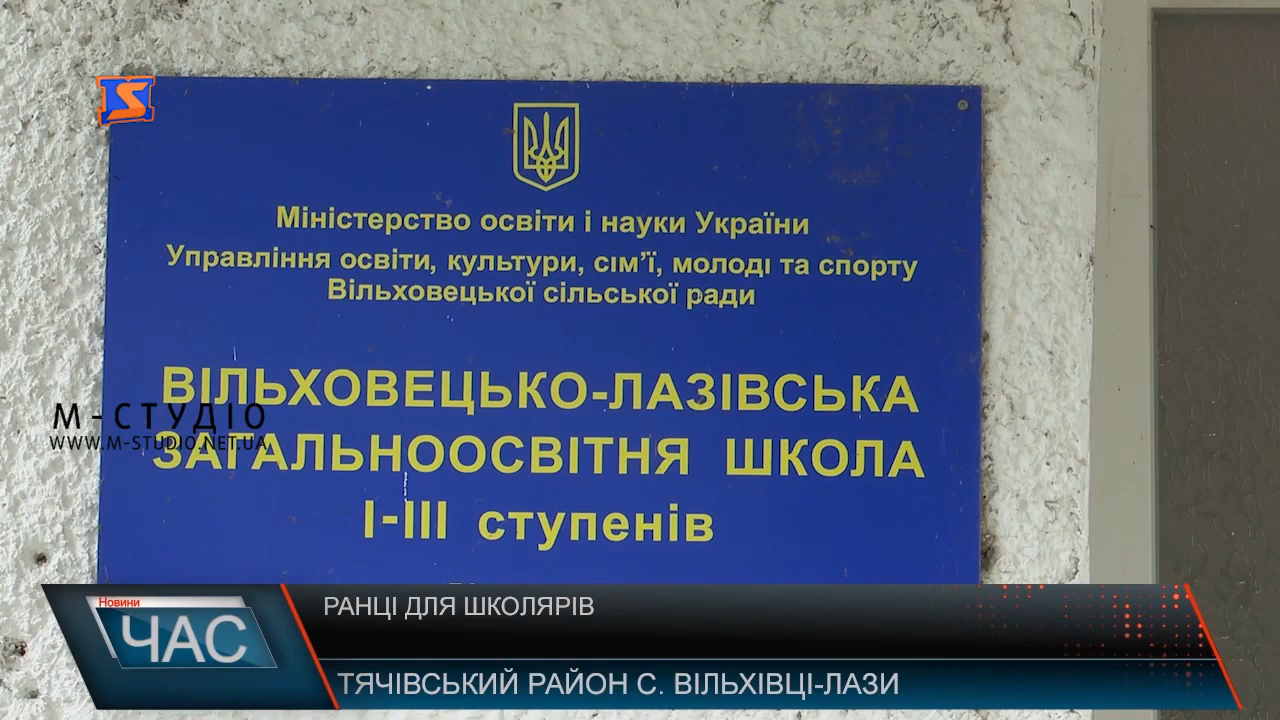 Міністерство освіти і науки України
Управління освіти, культури, сім’ї, молоді та спорту
Вільховецької сільської ради
ВІЛЬХОВЕЦЬКО-ЛАЗІВСЬКА
М-СТУДІО
WWW.M-STUDIO.NET.UA
ЗАГАЛЬНООСВІТНЯ ШКОЛА
І-ІІІ ступенів
Новини
ЧАС
РАНЦІ ДЛЯ ШКОЛЯРІВ
ТЯЧІВСЬКИЙ РАЙОН С. ВІЛЬХІВЦІ-ЛАЗИ